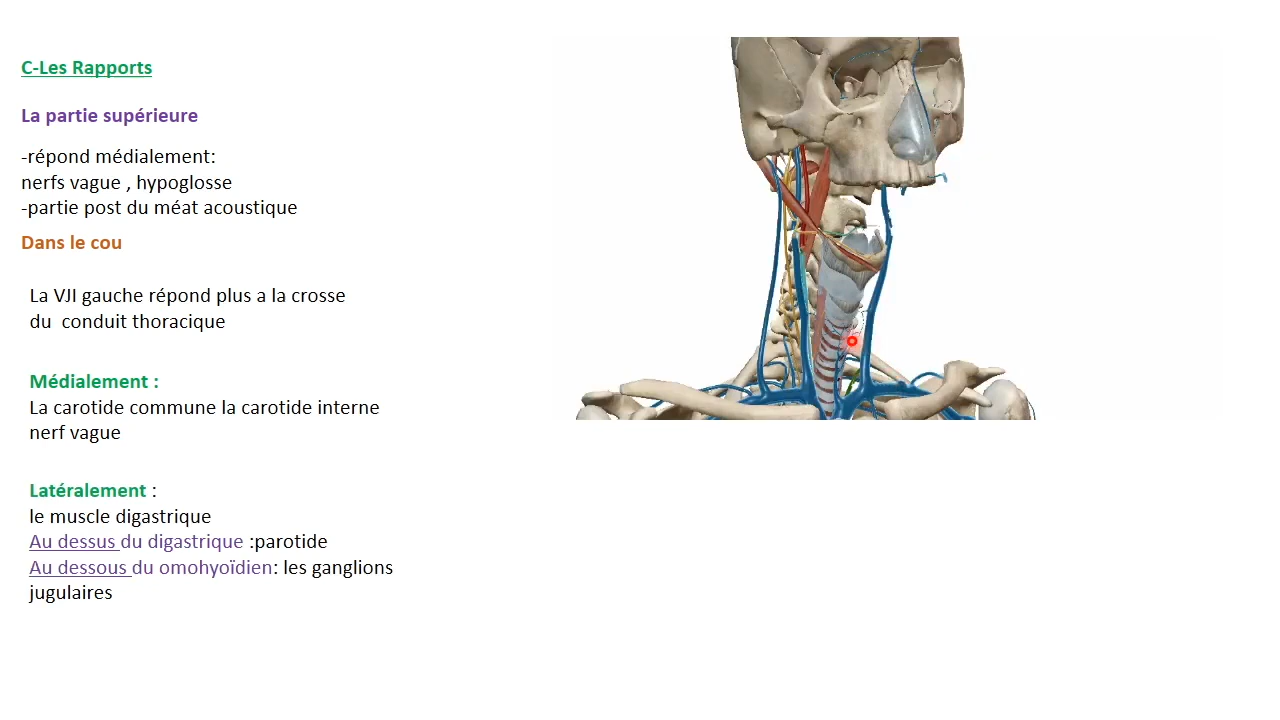 C-Les Rapports
La partie supérieure
-répond médialement:
nerfs vague , hypoglosse
-partie post du méat acoustique
Dans le cou
La VJI gauche répond plus a la crosse
du  conduit thoracique
Médialement :
La carotide commune la carotide interne
nerf vague
Latéralement :
le muscle digastrique
Au dessus du digastrique :parotide
Au dessous du omohyoïdien: les ganglions
jugulaires